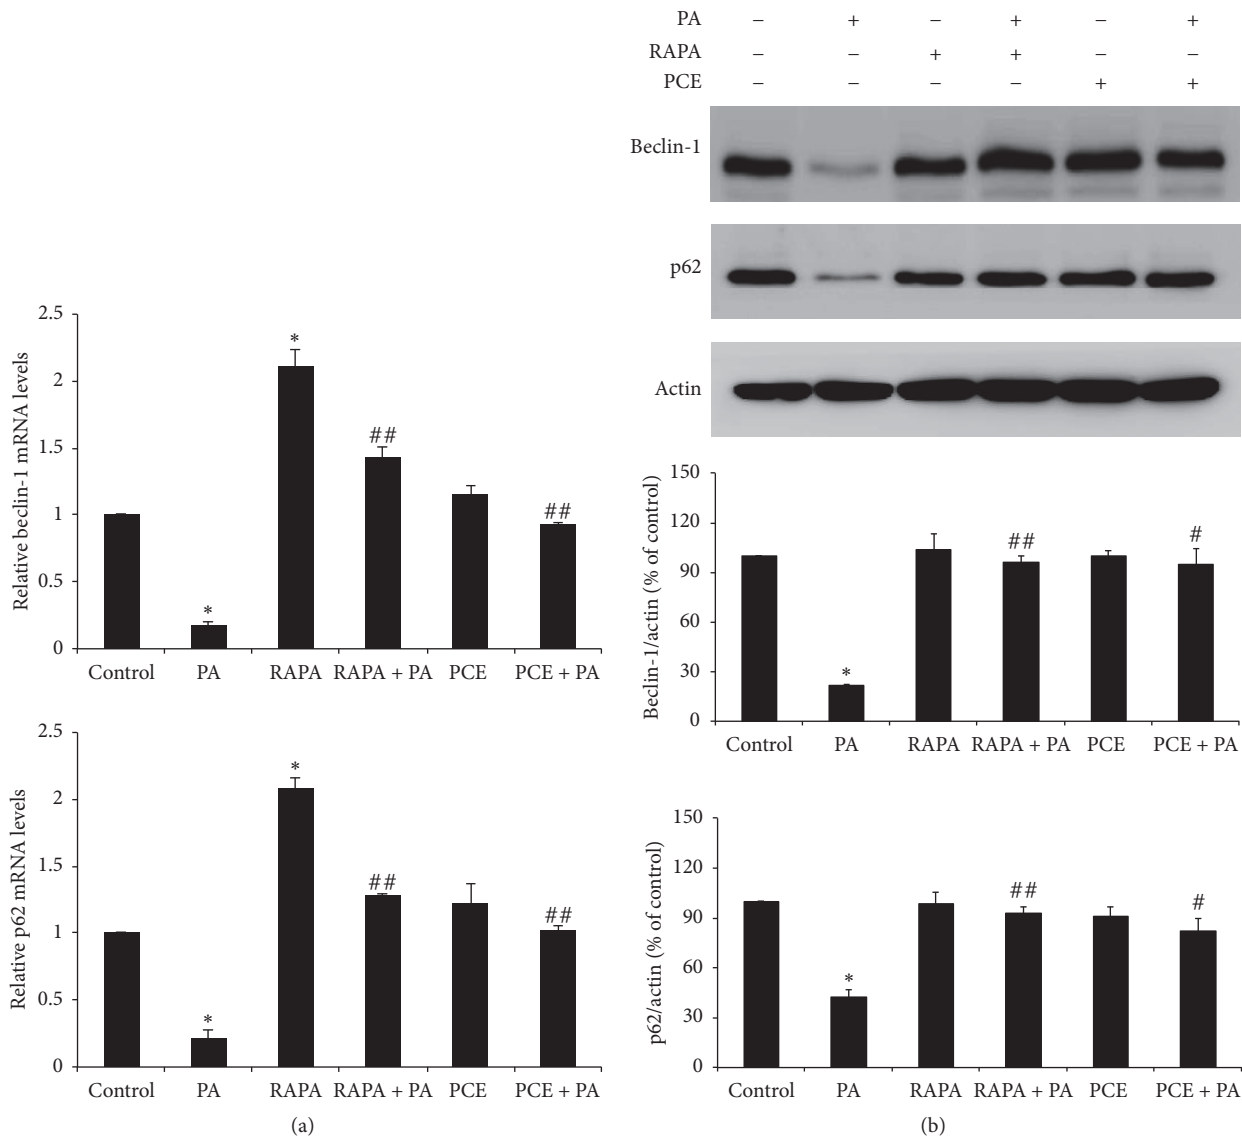 PA − + − + − +
RAPA − − + + − −
PCE − − − − + +
Beclin-1
p62
Actin
Relative beclin-1 mRNA levels
2.5
2
1.5
1
0.5
0
*
*
##
##
Control PA RAPA RAPA + PA PCE PCE + PA
Relative p62 mRNA levels
2.5
2
1.5
1
0.5
0
*
*
##
##
Control PA RAPA RAPA + PA PCE PCE + PA
(a)
Beclin-1/actin (% of control)
150
120
90
60
30
0
*
##
#
Control PA RAPA RAPA + PA PCE PCE + PA
p62/actin (% of control)
150
120
90
60
30
0
*
##
#
Control PA RAPA RAPA + PA PCE PCE + PA
(b)